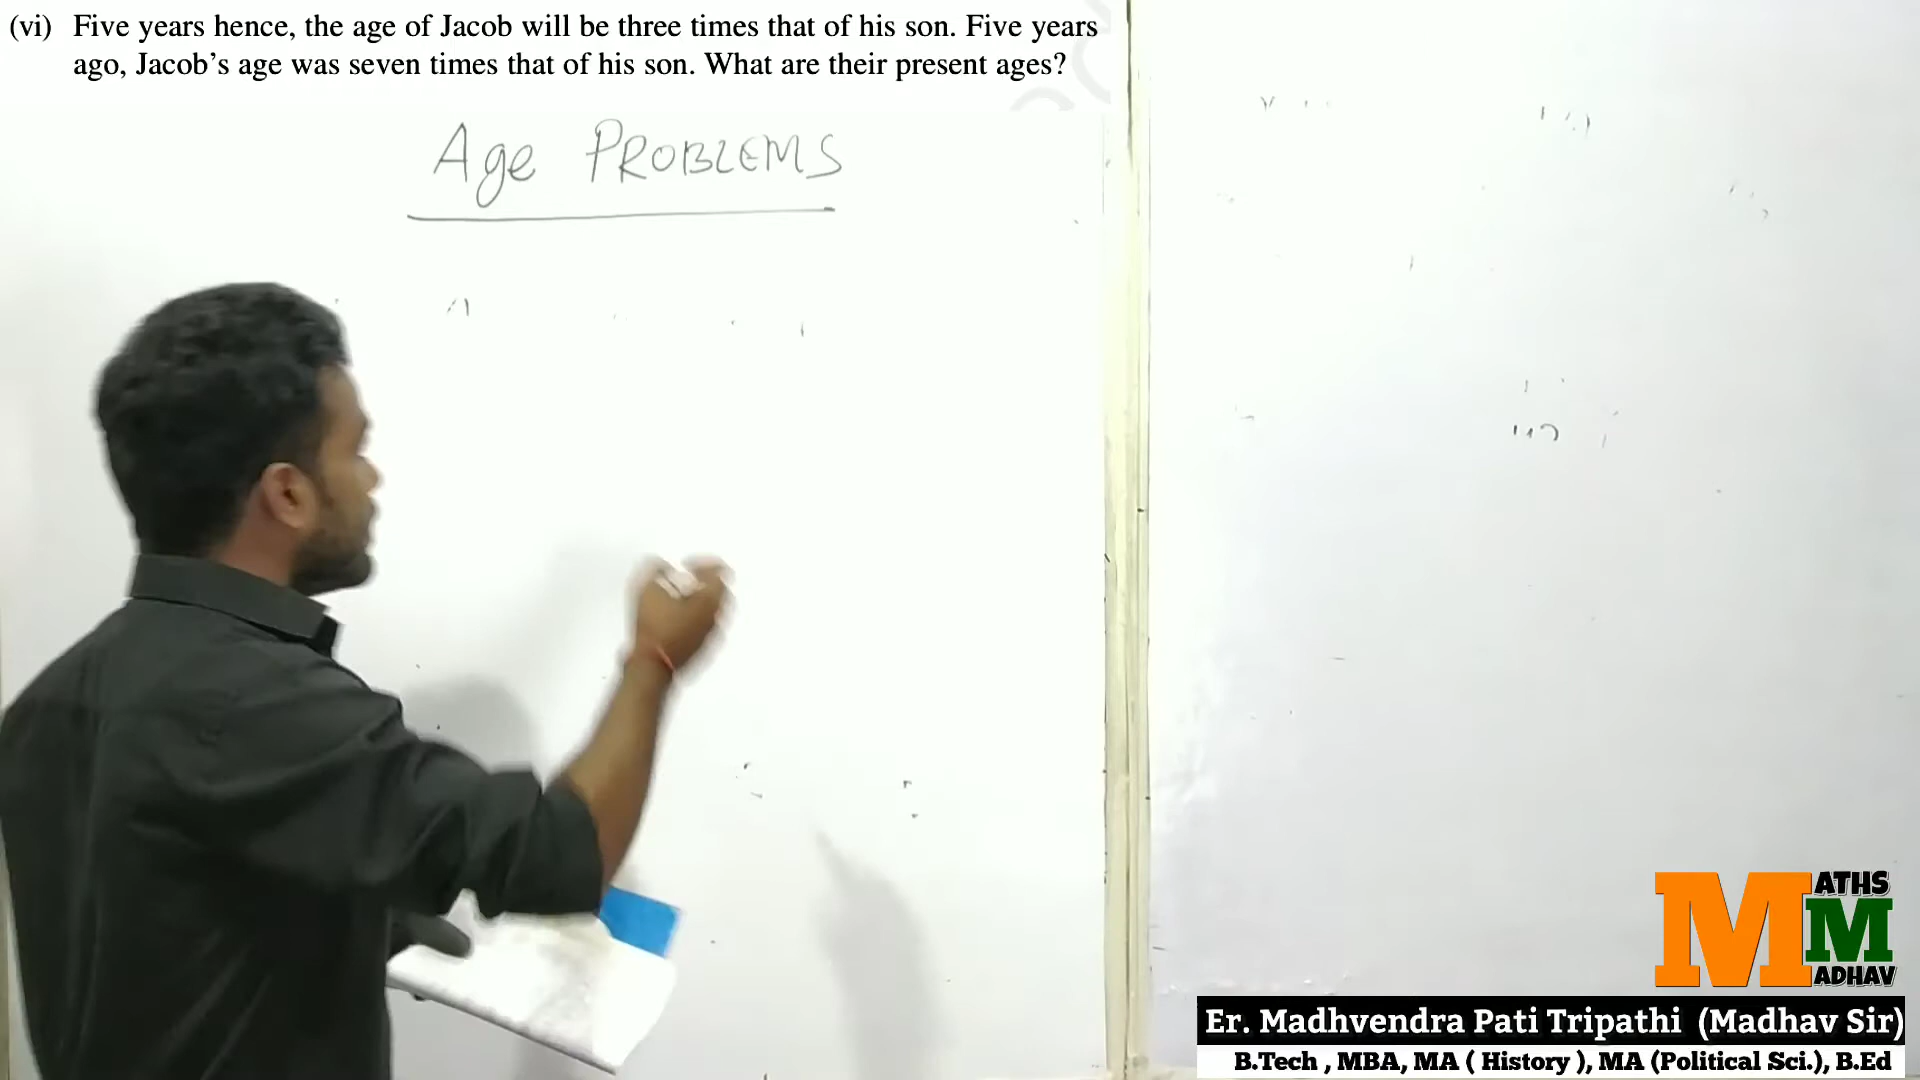 (vi) Five years hence, the age of Jacob will be three times that of his son. Five years
ago, Jacob’s age was seven times that of his son. What are their present ages?
Age PROBLEMS
MATHS
MADHAV
Er. Madhvendra Pati Tripathi (Madhav Sir)
B.Tech , MBA, MA ( History ), MA (Political Sci.), B.Ed